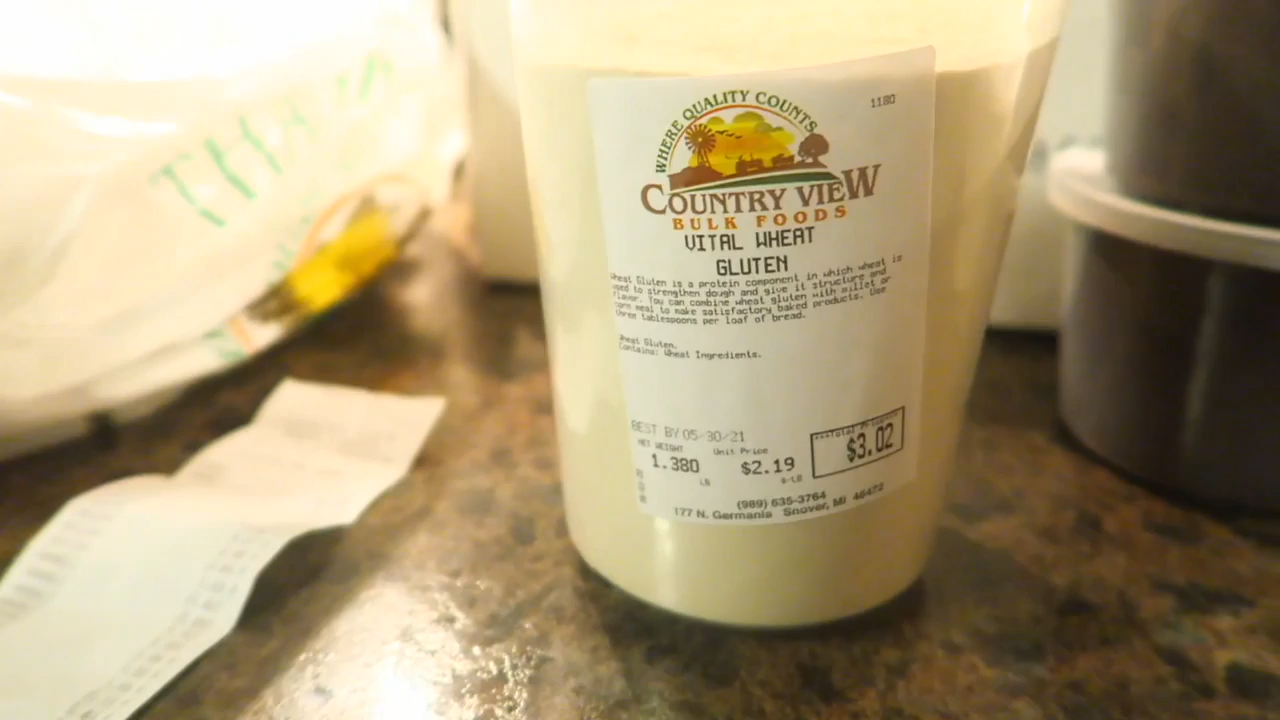 THAN
1180
WHERE QUALITY COUNTS
COUNTRY VIEW
BULK FOODS
VITAL WHEAT
GLUTEN
Wheat Gluten is a protein component in which wheat is
used to strengthen dough and give it structure and
flavor. You can combine wheat gluten with millet or
corn meal to make satisfactory baked products. Use
three tablespoons per loaf of bread.
Wheat Gluten.
Contains: Wheat Ingredients.
BEST BY 05/30/21
NET WEIGHT Unit Price Total Price
1.380 $2.19 $3.02
LB
(989) 635-3764
177 N. Germania Snover, MI 48472